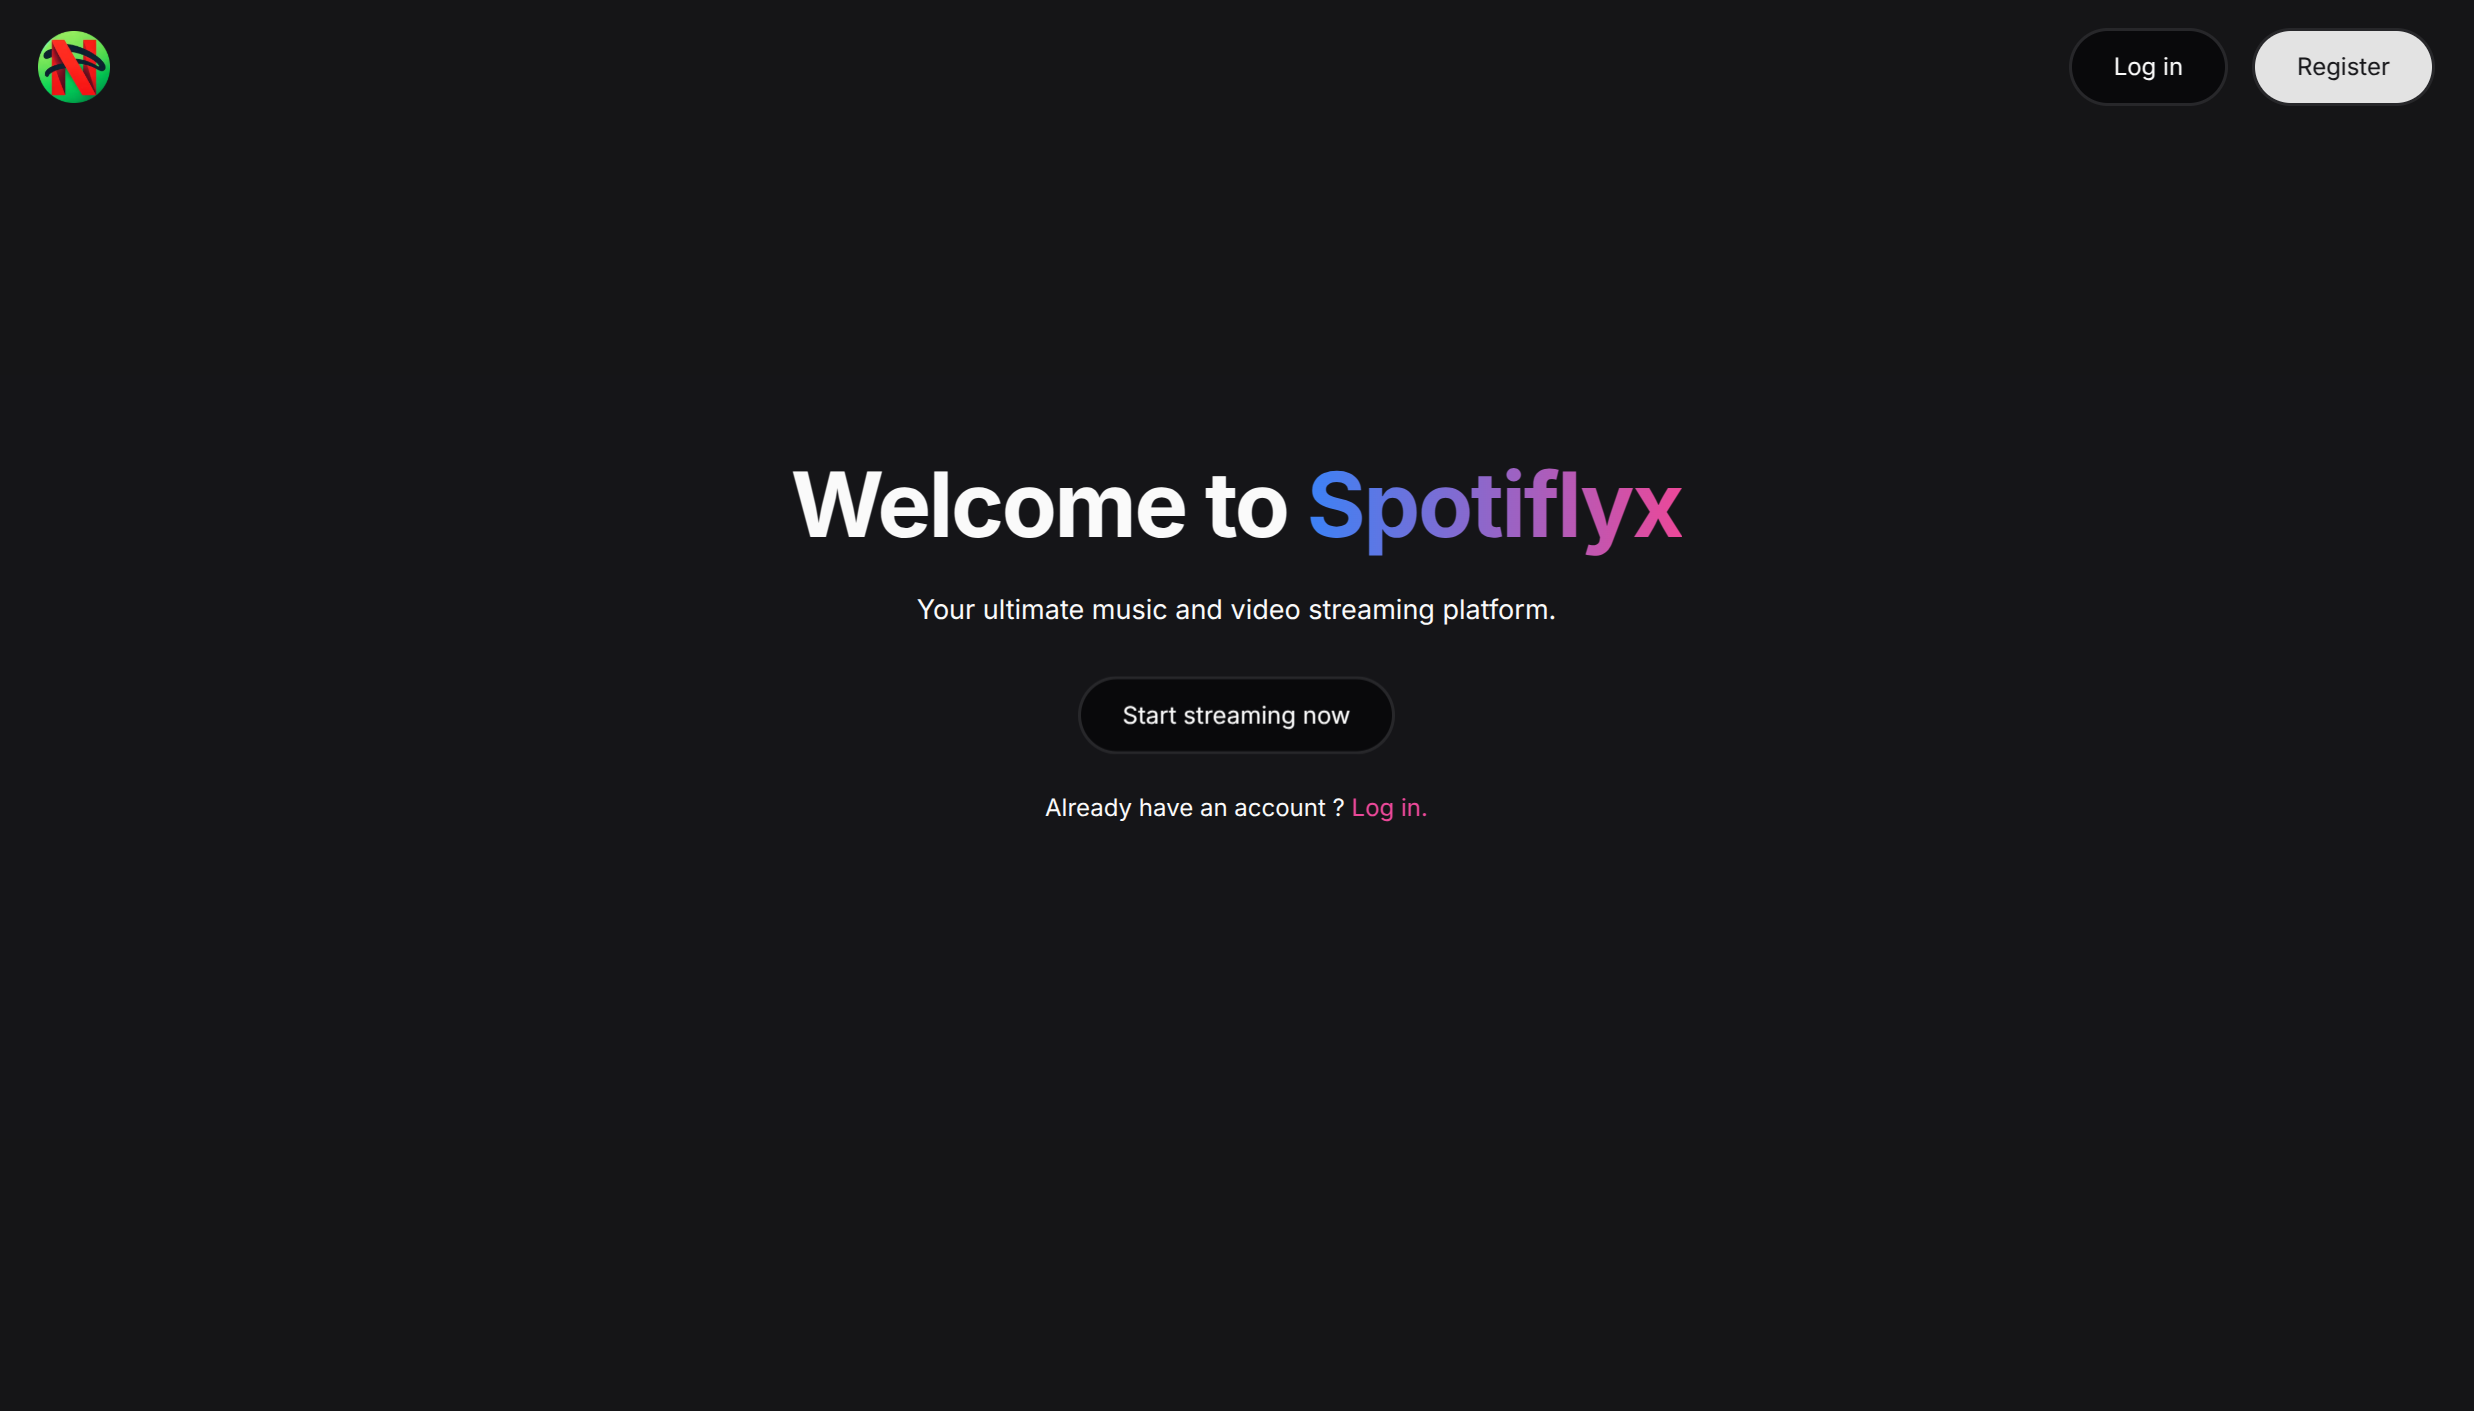 N
Log in
Register
Welcome to Spotiflyx
Your ultimate music and video streaming platform.
Start streaming now
Already have an account ? Log in.